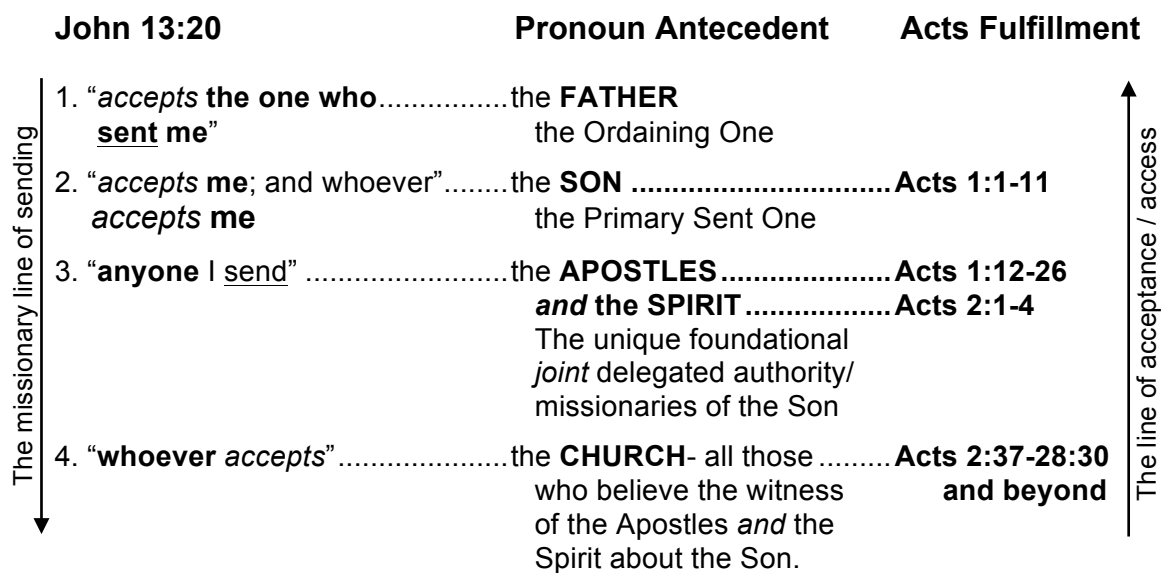 John 13:20 Pronoun Antecedent Acts Fulfillment
The missionary line of sending
1. “accepts the one who................the FATHER
sent me” the Ordaining One
2. “accepts me; and whoever”........the SON ................................Acts 1:1-11
accepts me the Primary Sent One
3. “anyone I send” .......................the APOSTLES.....................Acts 1:12-26
and the SPIRIT..................Acts 2:1-4
The unique foundational
joint delegated authority/
missionaries of the Son
4. “whoever accepts”...................the CHURCH- all those .........Acts 2:37-28:30
who believe the witness and beyond
of the Apostles and the
Spirit about the Son.
The line of acceptance / access